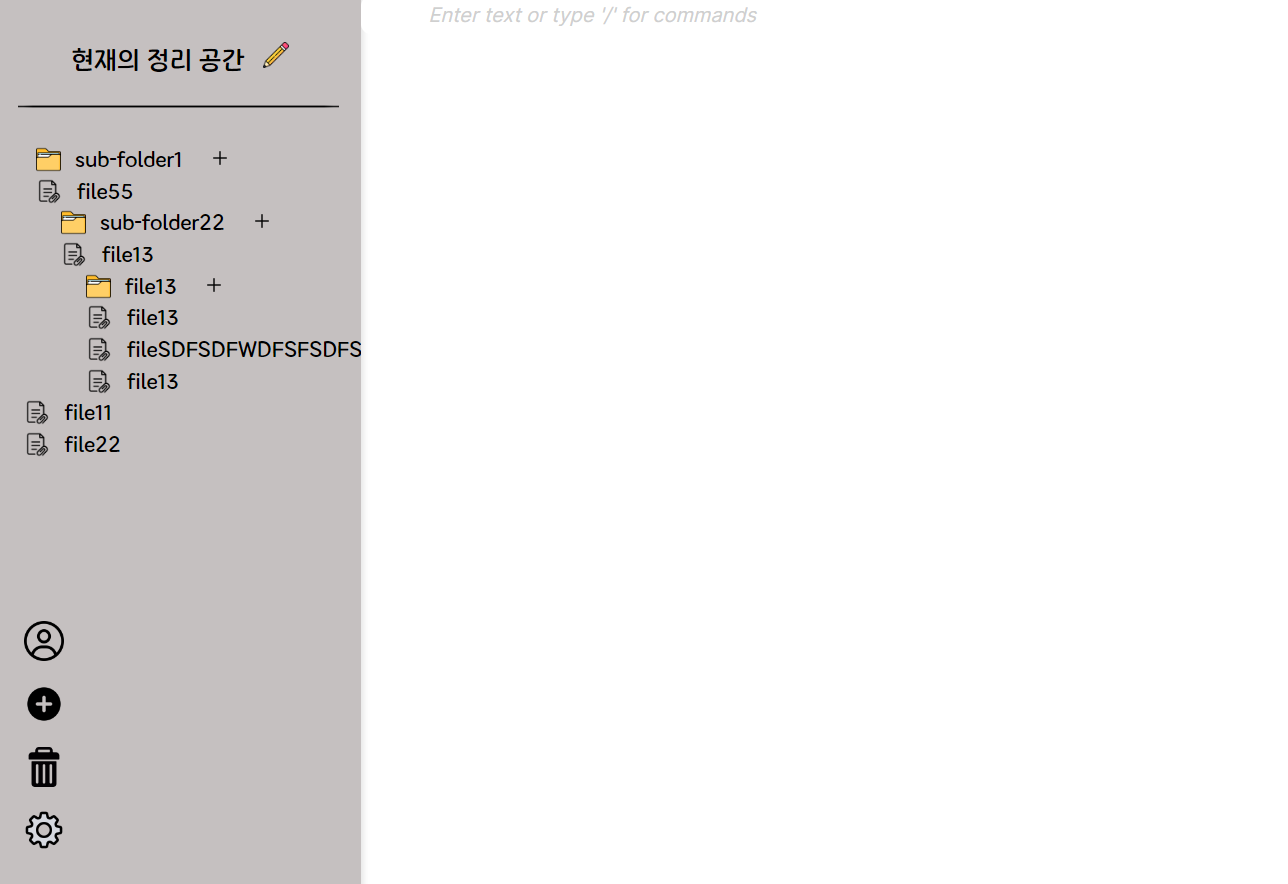 현재의 정리 공간
Enter text or type '/' for commands
sub-folder1 +
file55
sub-folder22 +
file13
file13 +
file13
fileSDFSDFWDFSFSDFS
file13
file11
file22